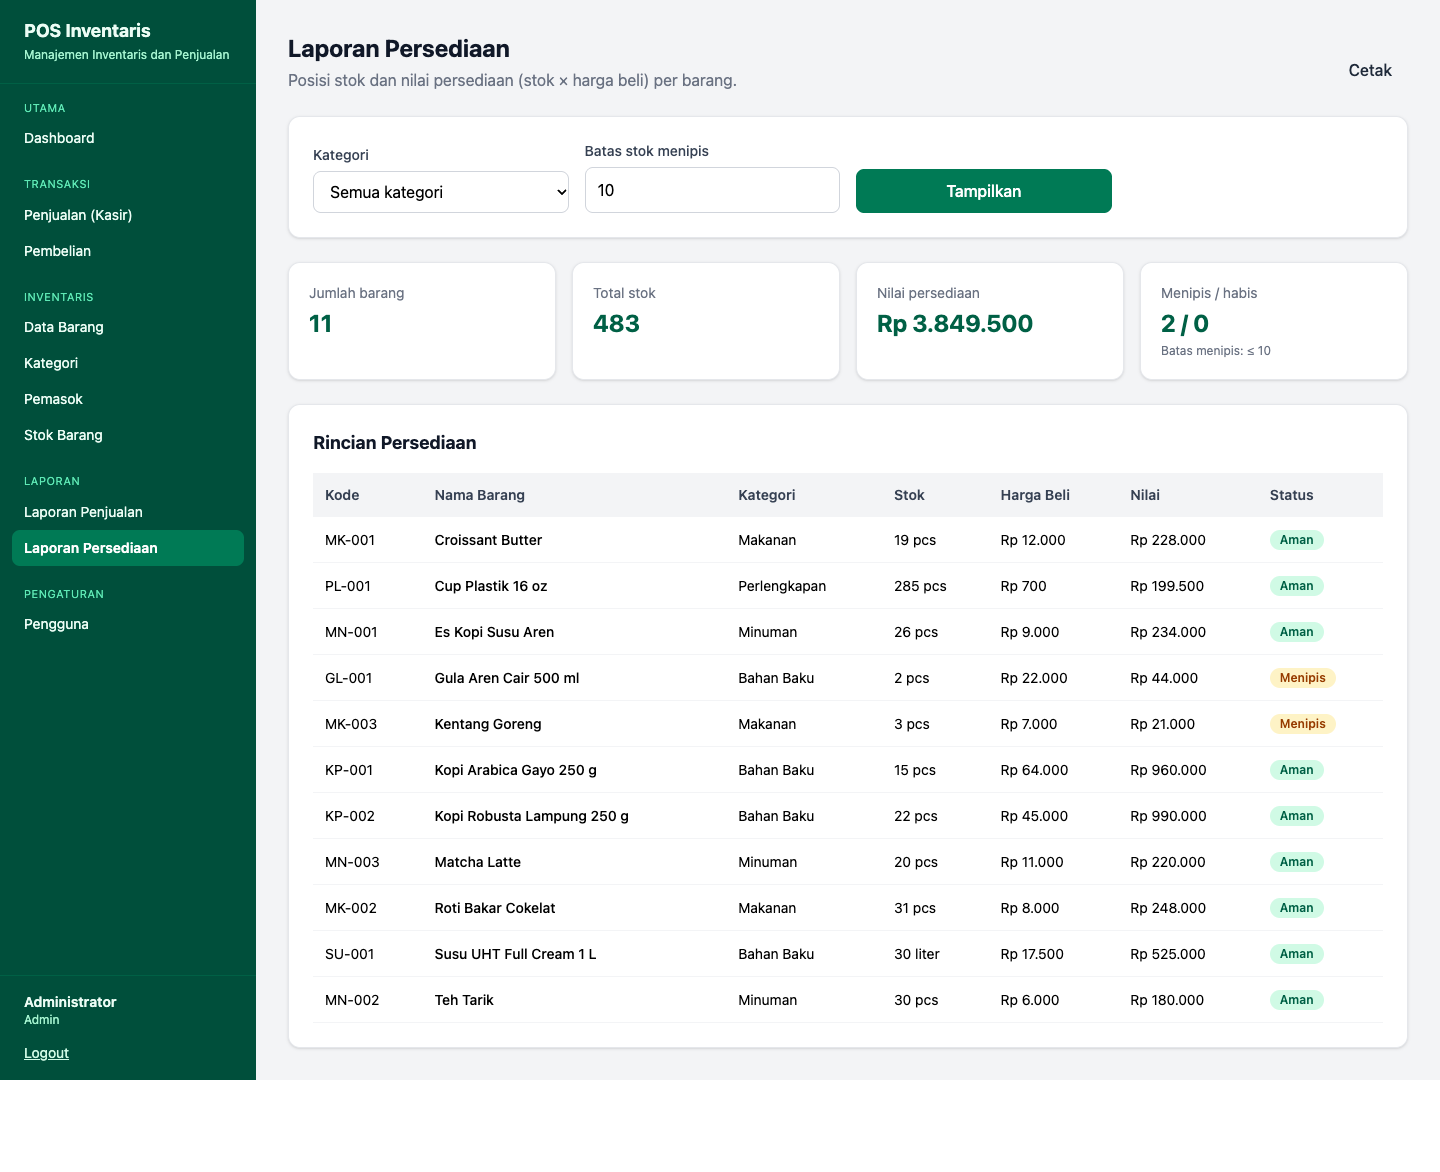 POS Inventaris
Manajemen Inventaris dan Penjualan
UTAMA
Dashboard
TRANSAKSI
Penjualan (Kasir)
Pembelian
INVENTARIS
Data Barang
Kategori
Pemasok
Stok Barang
LAPORAN
Laporan Penjualan
Laporan Persediaan
PENGATURAN
Pengguna
Administrator
Admin
Logout
Laporan Persediaan
Posisi stok dan nilai persediaan (stok × harga beli) per barang.
Cetak
Kategori
Semua kategori
Batas stok menipis
10
Tampilkan
Jumlah barang
11
Total stok
483
Nilai persediaan
Rp 3.849.500
Menipis / habis
2 / 0
Batas menipis: ≤ 10
Rincian Persediaan
Kode Nama Barang Kategori Stok Harga Beli Nilai Status
MK-001 Croissant Butter Makanan 19 pcs Rp 12.000 Rp 228.000 Aman
PL-001 Cup Plastik 16 oz Perlengkapan 285 pcs Rp 700 Rp 199.500 Aman
MN-001 Es Kopi Susu Aren Minuman 26 pcs Rp 9.000 Rp 234.000 Aman
GL-001 Gula Aren Cair 500 ml Bahan Baku 2 pcs Rp 22.000 Rp 44.000 Menipis
MK-003 Kentang Goreng Makanan 3 pcs Rp 7.000 Rp 21.000 Menipis
KP-001 Kopi Arabica Gayo 250 g Bahan Baku 15 pcs Rp 64.000 Rp 960.000 Aman
KP-002 Kopi Robusta Lampung 250 g Bahan Baku 22 pcs Rp 45.000 Rp 990.000 Aman
MN-003 Matcha Latte Minuman 20 pcs Rp 11.000 Rp 220.000 Aman
MK-002 Roti Bakar Cokelat Makanan 31 pcs Rp 8.000 Rp 248.000 Aman
SU-001 Susu UHT Full Cream 1 L Bahan Baku 30 liter Rp 17.500 Rp 525.000 Aman
MN-002 Teh Tarik Minuman 30 pcs Rp 6.000 Rp 180.000 Aman